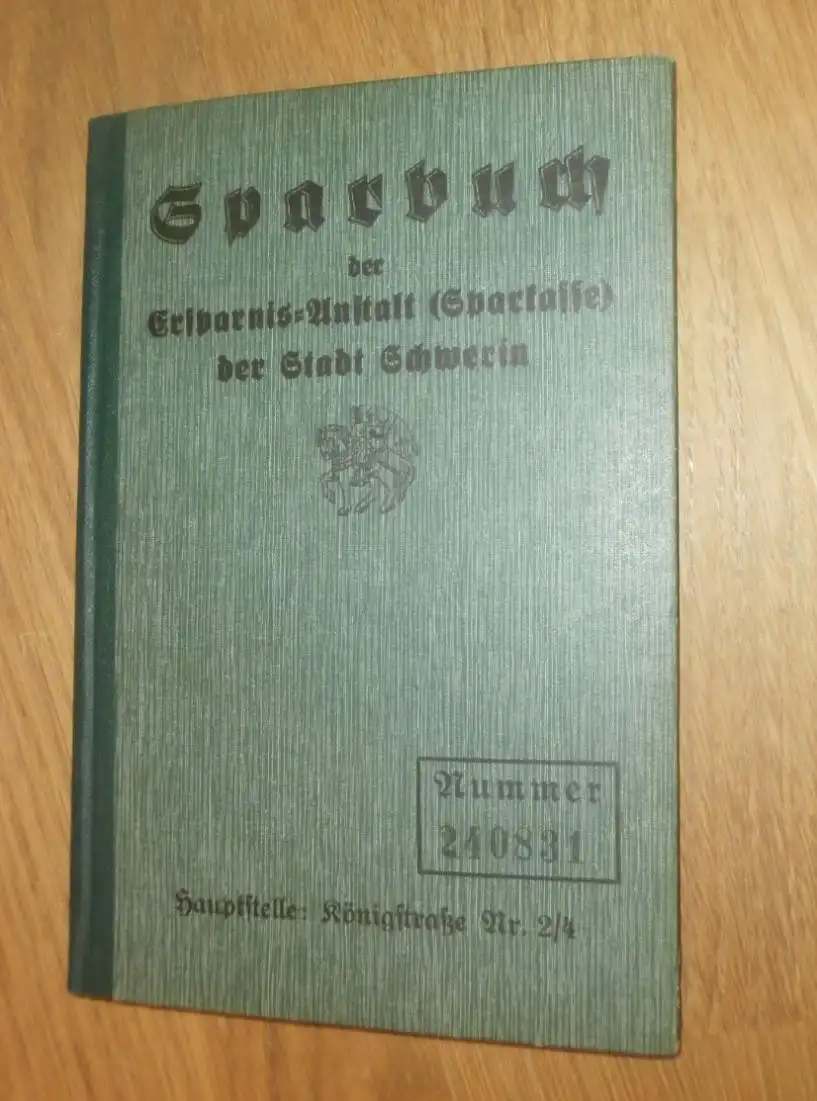 Sparbuch
der
Ersparnis-Anstalt (Sparkasse)
der Stadt Schwerin
Nummer
240831
Hauptstelle: Königstraße Nr. 2/4